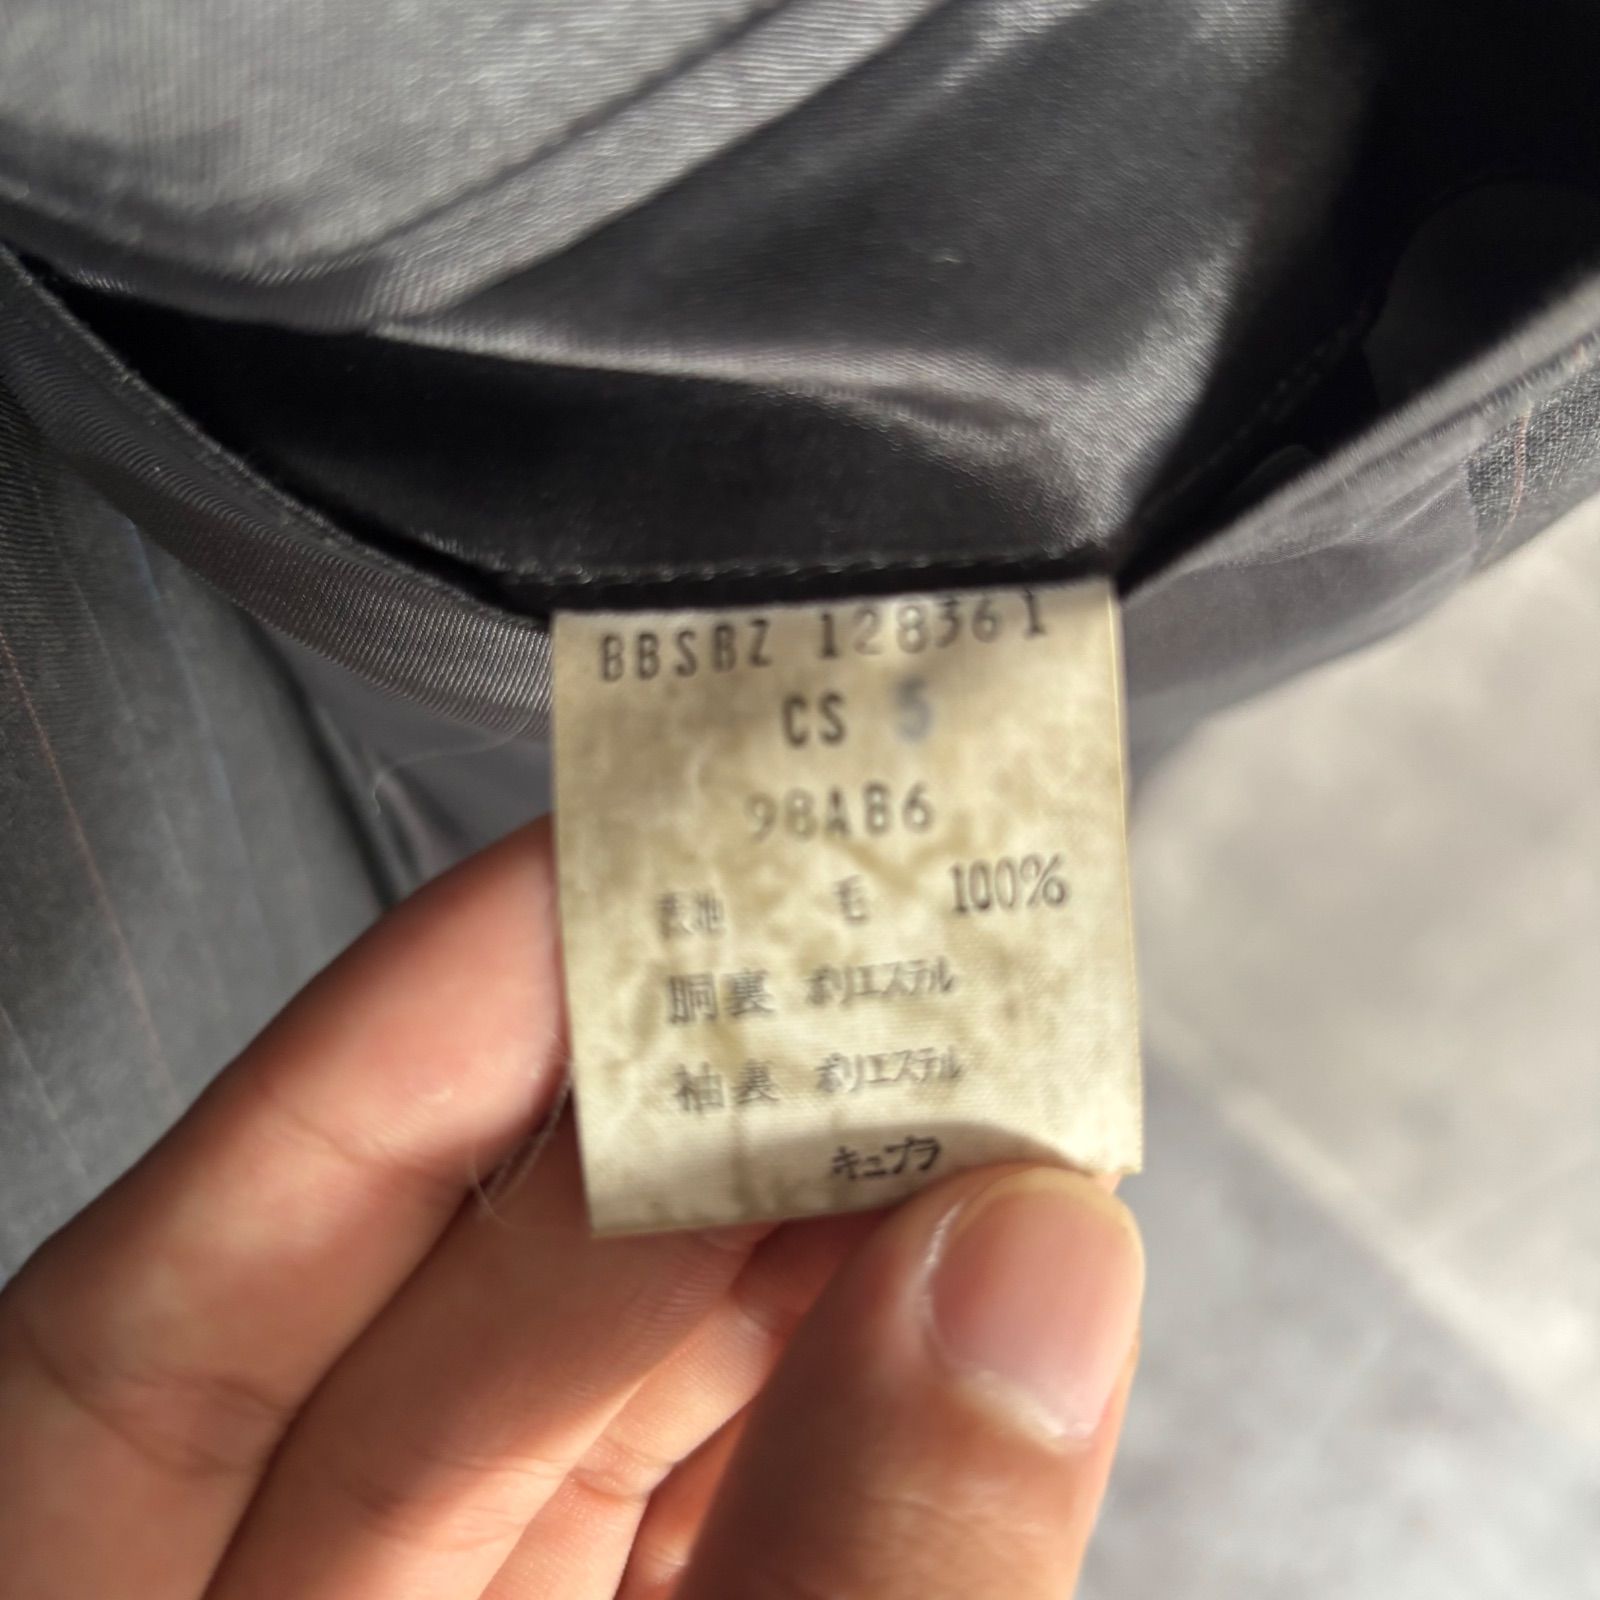 BBSBZ 128361
CS 5
98AB6
表地 毛 100%
胴裏 ポリエステル
袖裏 ポリエステル
キュプラ